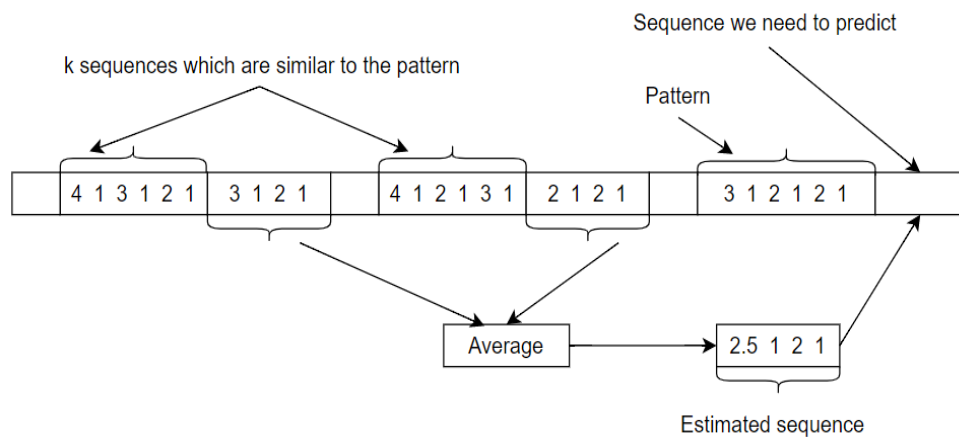 Sequence we need to predict
k sequences which are similar to the pattern
Pattern
4 1 3 1 2 1 3 1 2 1 4 1 2 1 3 1 2 1 2 1 3 1 2 1 2 1
Average
2.5 1 2 1
Estimated sequence